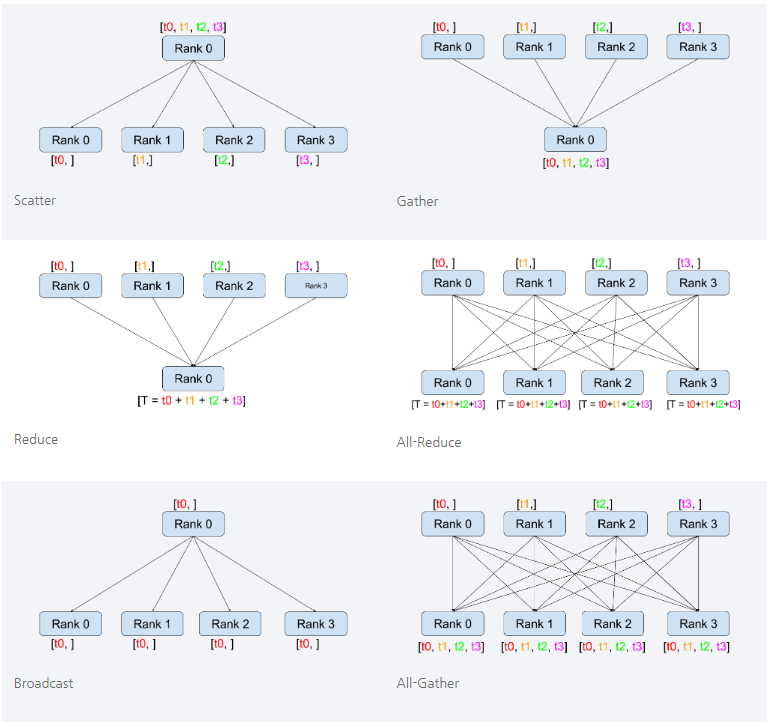 [t0, t1, t2, t3]
Rank 0
Rank 0 Rank 1 Rank 2 Rank 3
[t0, ] [t1,] [t2,] [t3, ]
Scatter
[t0, ] [t1,] [t2,] [t3, ]
Rank 0 Rank 1 Rank 2 Rank 3
Rank 0
[t0, t1, t2, t3]
Gather
[t0, ] [t1,] [t2,] [t3, ]
Rank 0 Rank 1 Rank 2 Rank 3
Rank 0
[T = t0 + t1 + t2 + t3]
Reduce
[t0, ] [t1,] [t2,] [t3, ]
Rank 0 Rank 1 Rank 2 Rank 3
Rank 0 Rank 1 Rank 2 Rank 3
[T = t0+t1+t2+t3] [T = t0+t1+t2+t3] [T = t0+t1+t2+t3] [T = t0+t1+t2+t3]
All-Reduce
[t0, ]
Rank 0
Rank 0 Rank 1 Rank 2 Rank 3
[t0, ] [t0, ] [t0, ] [t0, ]
Broadcast
[t0, ] [t1,] [t2,] [t3, ]
Rank 0 Rank 1 Rank 2 Rank 3
Rank 0 Rank 1 Rank 2 Rank 3
[t0, t1, t2, t3] [t0, t1, t2, t3] [t0, t1, t2, t3] [t0, t1, t2, t3]
All-Gather